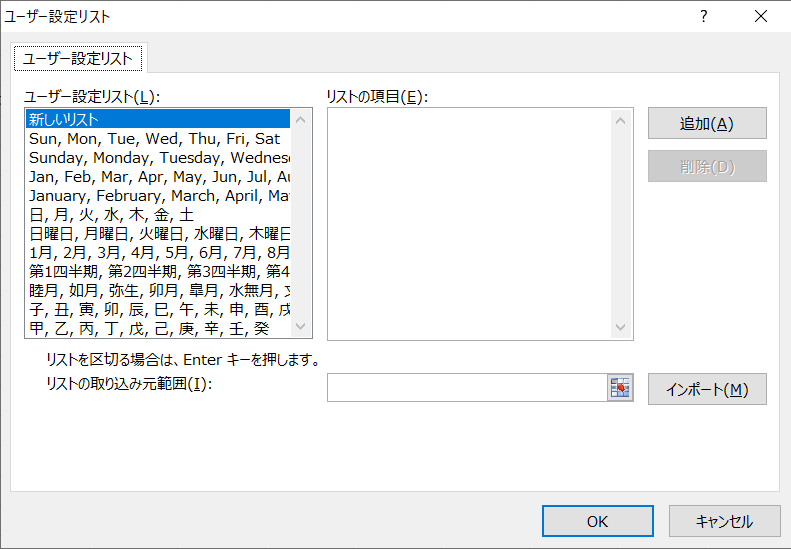 ユーザー設定リスト
?
ユーザー設定リスト
ユーザー設定リスト(L):
新しいリスト
Sun, Mon, Tue, Wed, Thu, Fri, Sat
Sunday, Monday, Tuesday, Wednes
Jan, Feb, Mar, Apr, May, Jun, Jul, Au
January, February, March, April, Ma
日, 月, 火, 水, 木, 金, 土
日曜日, 月曜日, 火曜日, 水曜日, 木曜日
1月, 2月, 3月, 4月, 5月, 6月, 7月, 8月
第1四半期, 第2四半期, 第3四半期, 第4
睦月, 如月, 弥生, 卯月, 皐月, 水無月,
子, 丑, 寅, 卯, 辰, 巳, 午, 未, 申, 酉, 戌
甲, 乙, 丙, 丁, 戊, 己, 庚, 辛, 壬, 癸
リストの項目(E):
追加(A)
削除(D)
リストを区切る場合は、Enter キーを押します。
リストの取り込み元範囲(I):
インポート(M)
OK
キャンセル